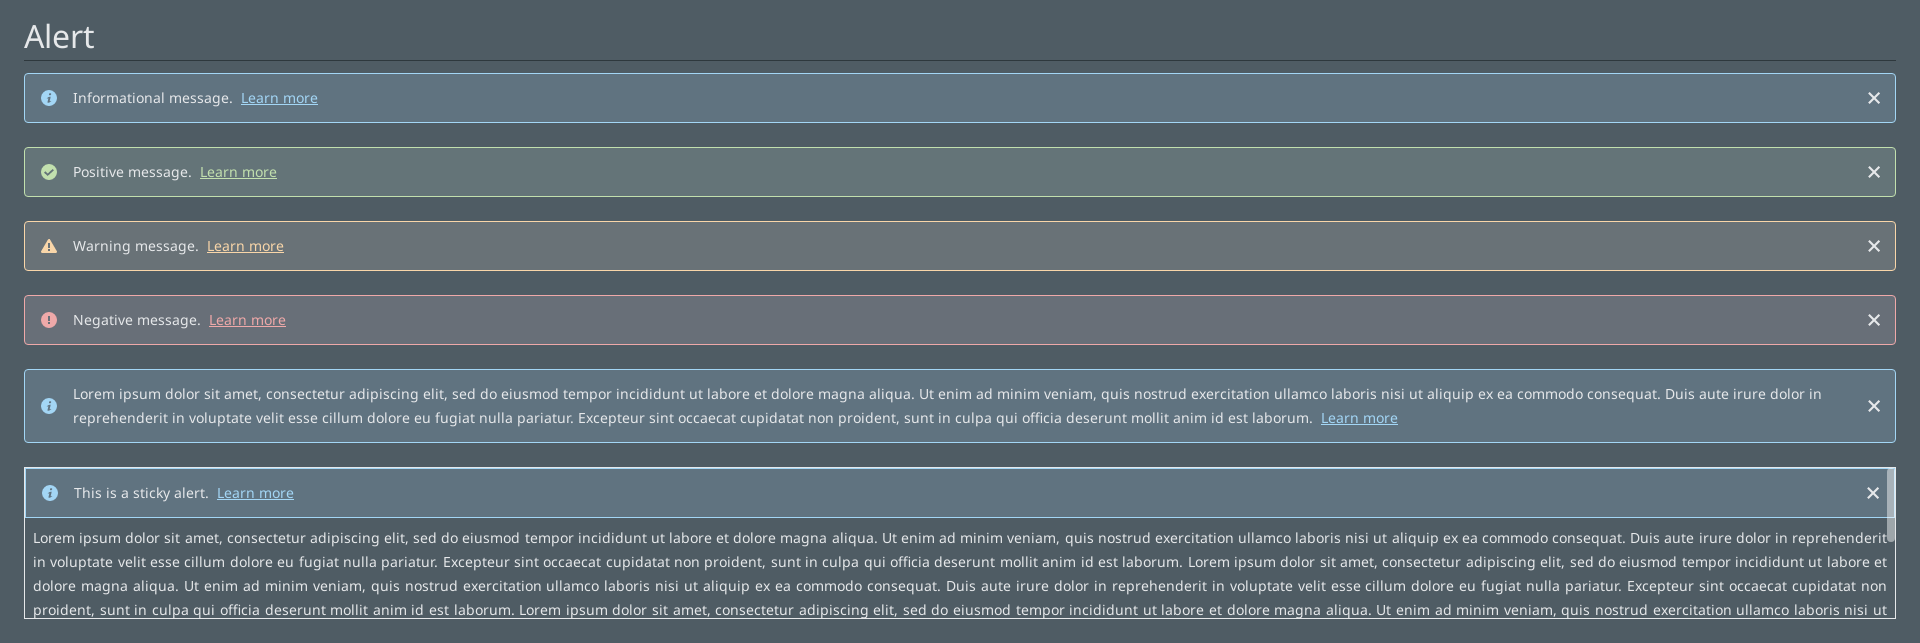 Alert
Informational message. Learn more
Positive message. Learn more
Warning message. Learn more
Negative message. Learn more
Lorem ipsum dolor sit amet, consectetur adipiscing elit, sed do eiusmod tempor incididunt ut labore et dolore magna aliqua. Ut enim ad minim veniam, quis nostrud exercitation ullamco laboris nisi ut aliquip ex ea commodo consequat. Duis aute irure dolor in
reprehenderit in voluptate velit esse cillum dolore eu fugiat nulla pariatur. Excepteur sint occaecat cupidatat non proident, sunt in culpa qui officia deserunt mollit anim id est laborum. Learn more
This is a sticky alert. Learn more
Lorem ipsum dolor sit amet, consectetur adipiscing elit, sed do eiusmod tempor incididunt ut labore et dolore magna aliqua. Ut enim ad minim veniam, quis nostrud exercitation ullamco laboris nisi ut aliquip ex ea commodo consequat. Duis aute irure dolor in reprehenderit
in voluptate velit esse cillum dolore eu fugiat nulla pariatur. Excepteur sint occaecat cupidatat non proident, sunt in culpa qui officia deserunt mollit anim id est laborum. Lorem ipsum dolor sit amet, consectetur adipiscing elit, sed do eiusmod tempor incididunt ut labore et
dolore magna aliqua. Ut enim ad minim veniam, quis nostrud exercitation ullamco laboris nisi ut aliquip ex ea commodo consequat. Duis aute irure dolor in reprehenderit in voluptate velit esse cillum dolore eu fugiat nulla pariatur. Excepteur sint occaecat cupidatat non
proident, sunt in culpa qui officia deserunt mollit anim id est laborum. Lorem ipsum dolor sit amet, consectetur adipiscing elit, sed do eiusmod tempor incididunt ut labore et dolore magna aliqua. Ut enim ad minim veniam, quis nostrud exercitation ullamco laboris nisi ut